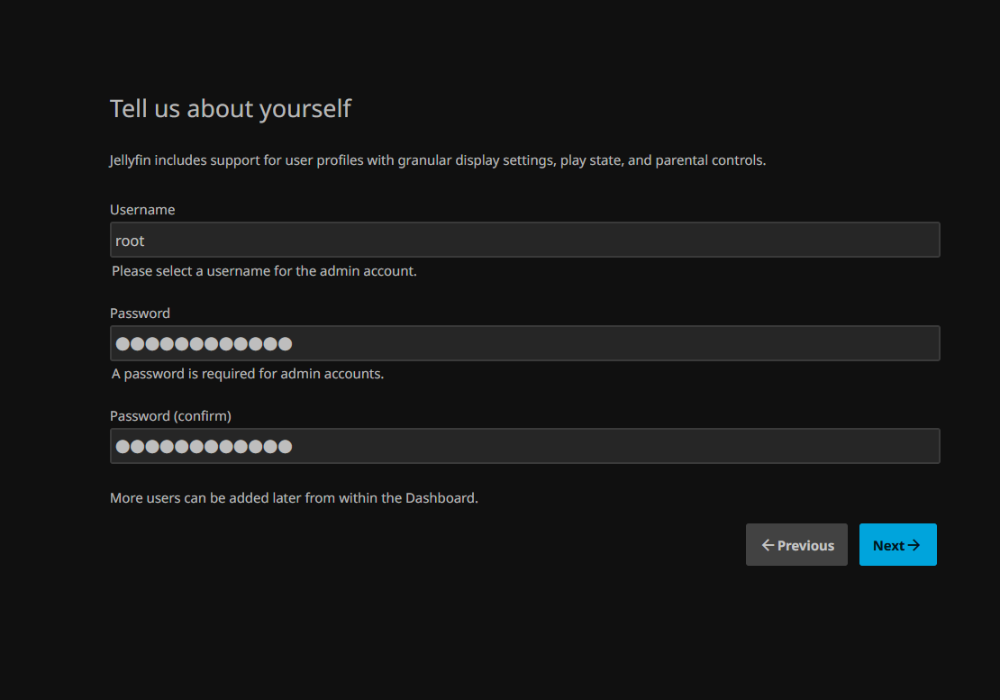 Tell us about yourself
Jellyfin includes support for user profiles with granular display settings, play state, and parental controls.
Username
root
Please select a username for the admin account.
Password
●●●●●●●●●●●●
A password is required for admin accounts.
Password (confirm)
●●●●●●●●●●●●
More users can be added later from within the Dashboard.
← Previous Next →